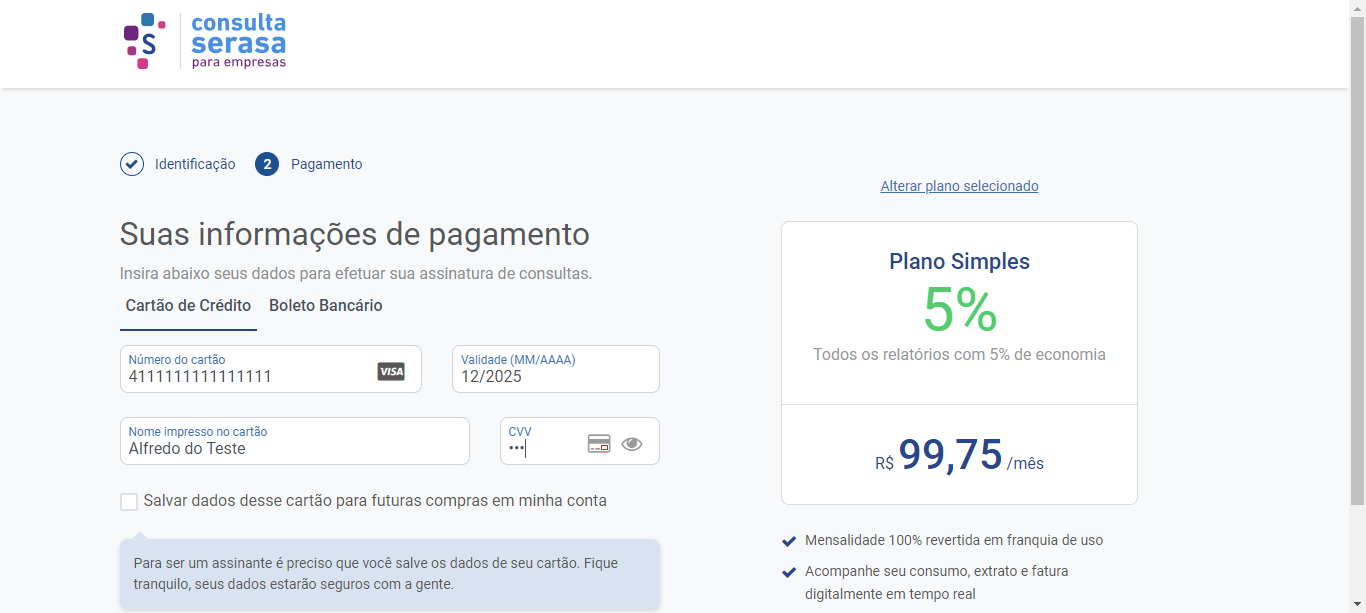 S
consulta
serasa
para empresas
Identificação 2 Pagamento
Suas informações de pagamento
Insira abaixo seus dados para efetuar sua assinatura de consultas.
Cartão de Crédito Boleto Bancário
Número do cartão
4111111111111111 VISA
Validade (MM/AAAA)
12/2025
Nome impresso no cartão
Alfredo do Teste
CVV
•••
Salvar dados desse cartão para futuras compras em minha conta
Para ser um assinante é preciso que você salve os dados de seu cartão. Fique
tranquilo, seus dados estarão seguros com a gente.
Alterar plano selecionado
Plano Simples
5%
Todos os relatórios com 5% de economia
R$ 99,75 /mês
Mensalidade 100% revertida em franquia de uso
Acompanhe seu consumo, extrato e fatura
digitalmente em tempo real